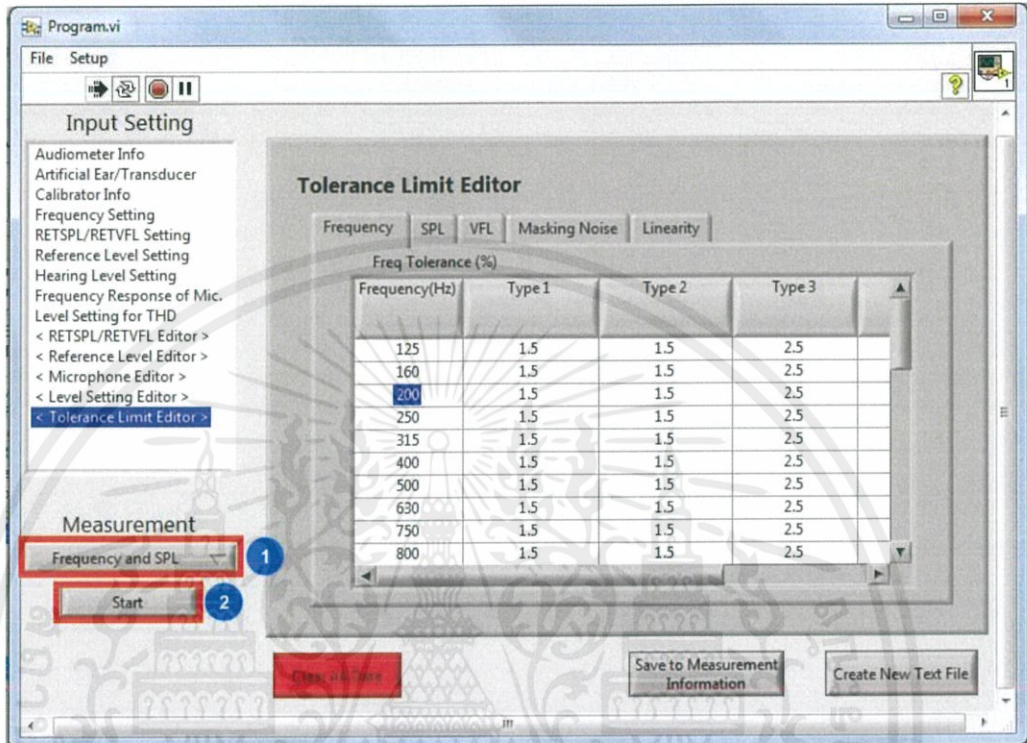 Program.vi
File Setup
Input Setting
Audiometer Info
Artificial Ear/Transducer
Calibrator Info
Frequency Setting
RETSPL/RETVFL Setting
Reference Level Setting
Hearing Level Setting
Frequency Response of Mic.
Level Setting for THD
< RETSPL/RETVFL Editor >
< Reference Level Editor >
< Microphone Editor >
< Level Setting Editor >
< Tolerance Limit Editor >
Measurement
Frequency and SPL
1
Start
2
Tolerance Limit Editor
Frequency SPL VFL Masking Noise Linearity
Freq Tolerance (%)
Frequency(Hz) Type 1 Type 2 Type 3
125 1.5 1.5 2.5
160 1.5 1.5 2.5
200 1.5 1.5 2.5
250 1.5 1.5 2.5
315 1.5 1.5 2.5
400 1.5 1.5 2.5
500 1.5 1.5 2.5
630 1.5 1.5 2.5
750 1.5 1.5 2.5
800 1.5 1.5 2.5
Clear All Data
Save to Measurement
Information
Create New Text File